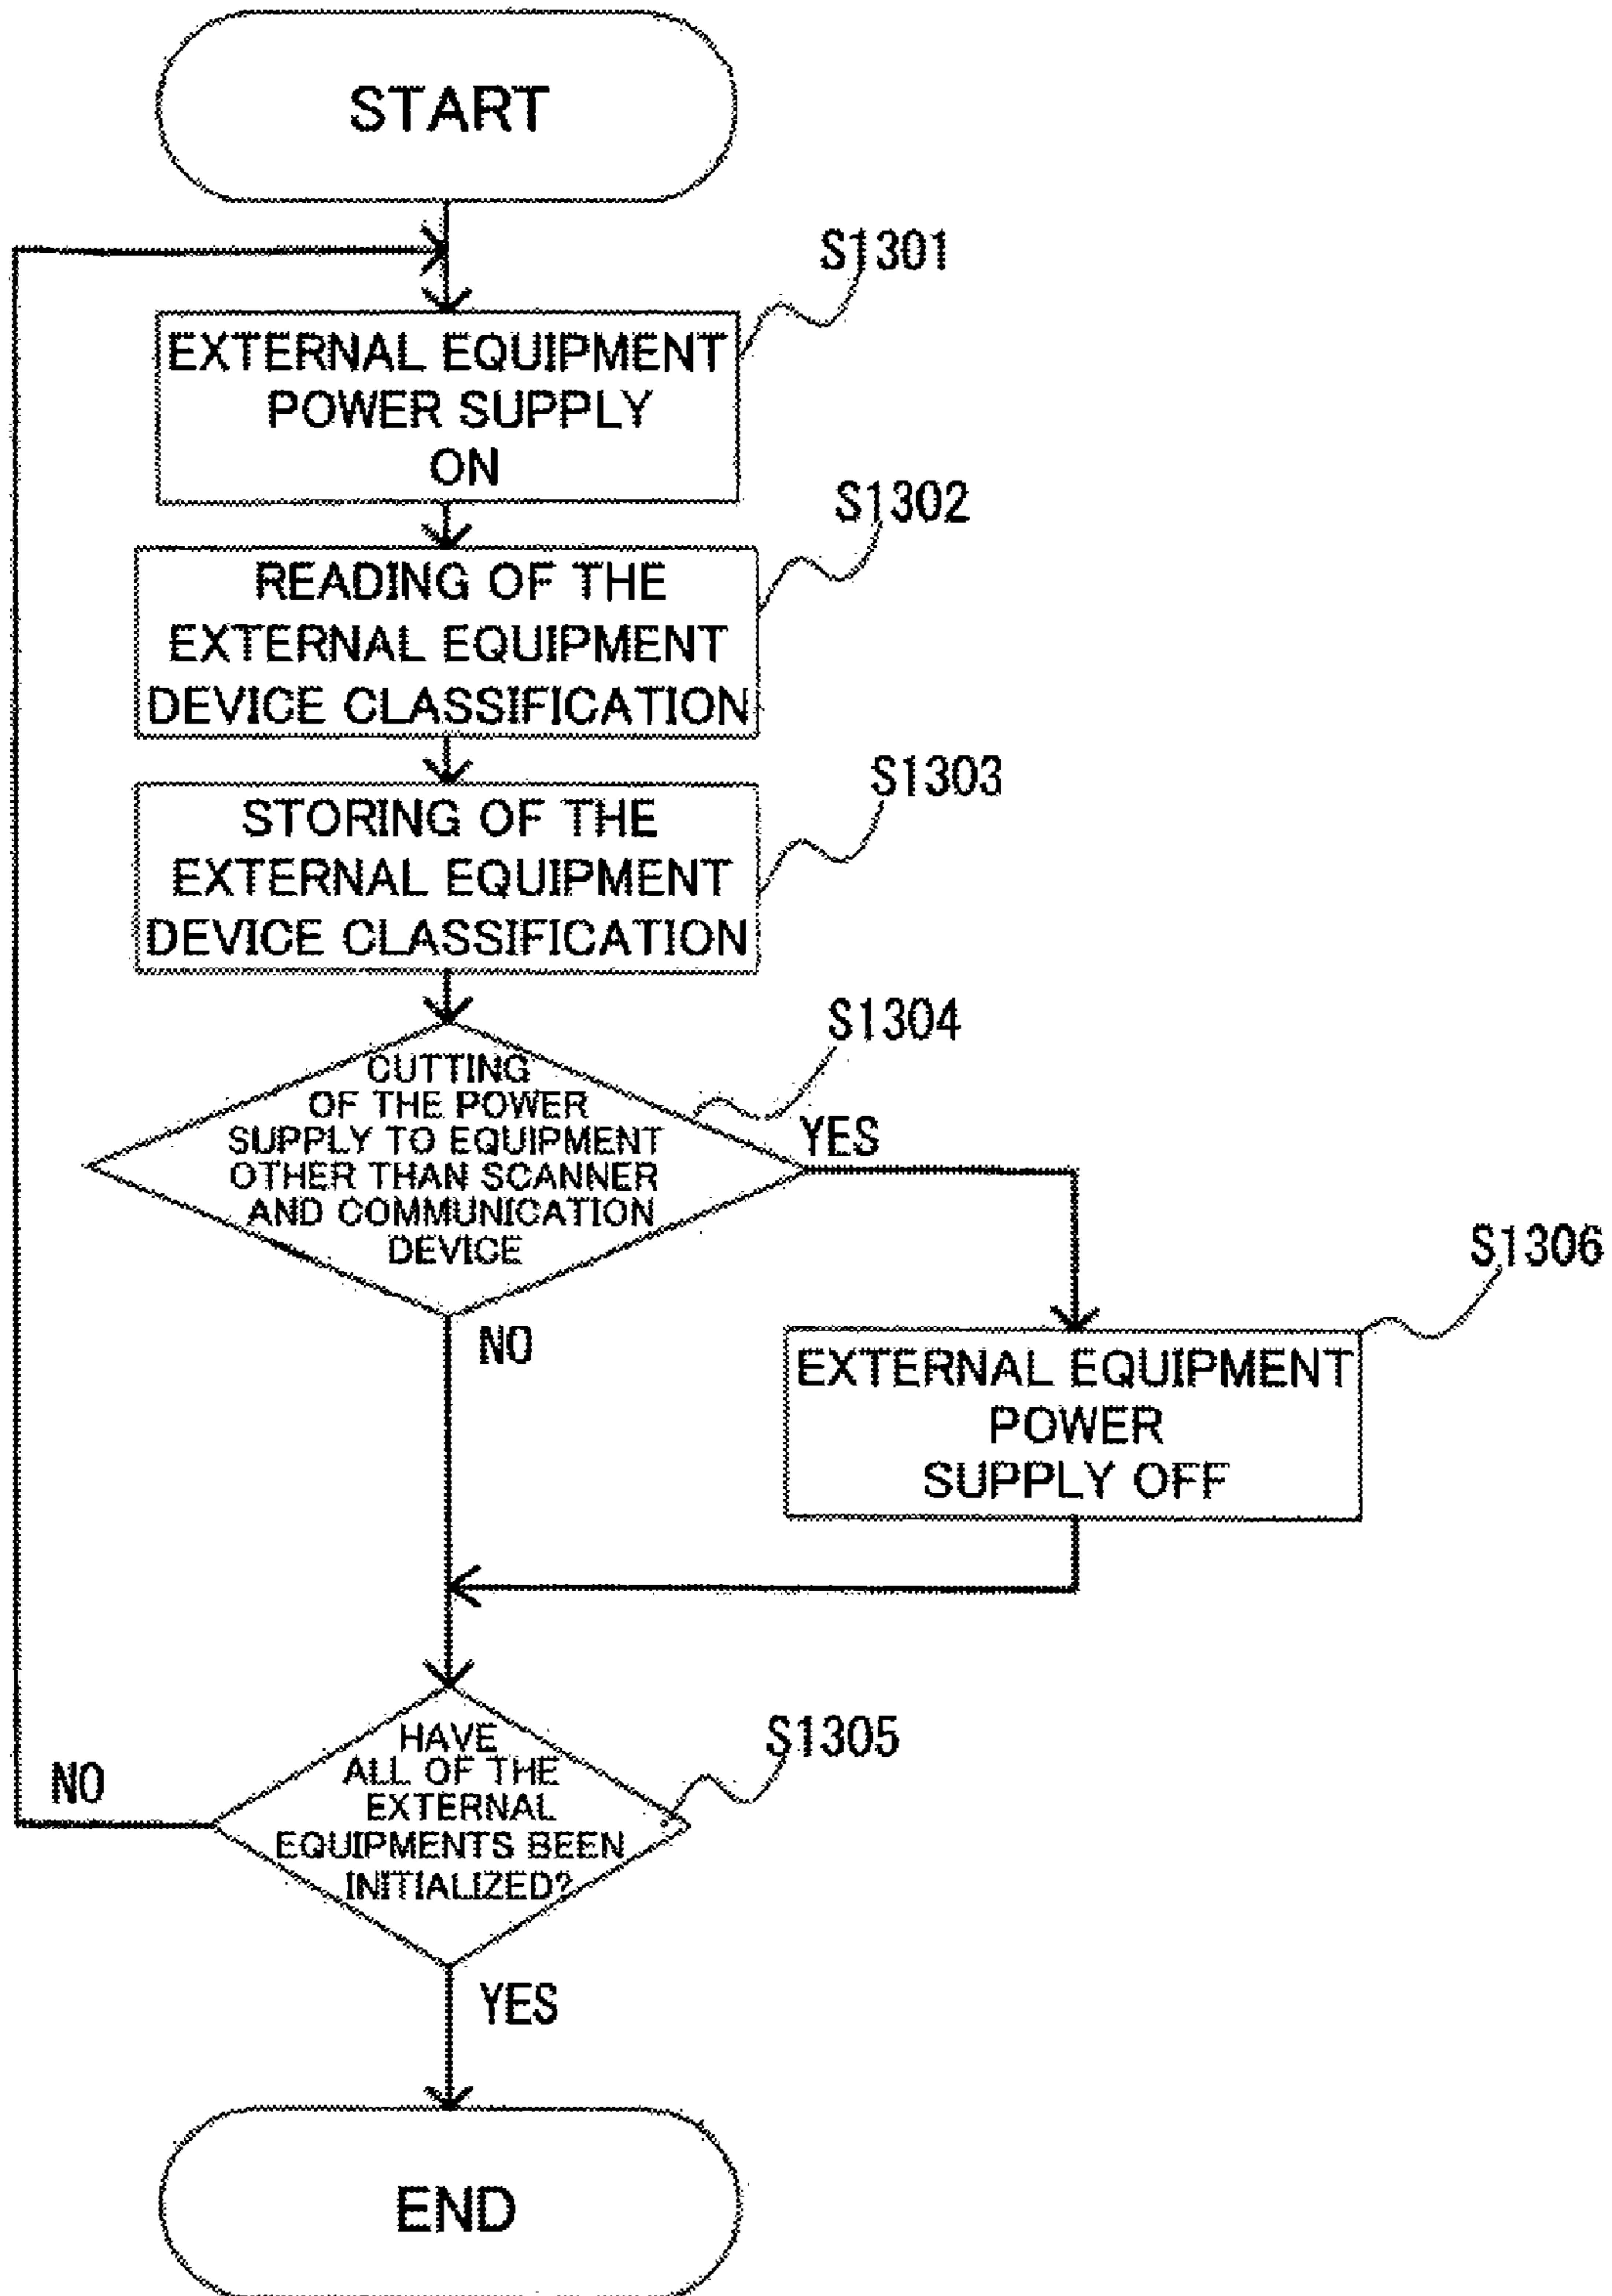 START
S1301
EXTERNAL EQUIPMENT
POWER SUPPLY
ON
S1302
READING OF THE
EXTERNAL EQUIPMENT
DEVICE CLASSIFICATION
S1303
STORING OF THE
EXTERNAL EQUIPMENT
DEVICE CLASSIFICATION
S1304
CUTTING
OF THE POWER
SUPPLY TO EQUIPMENT
OTHER THAN SCANNER
AND COMMUNICATION
DEVICE
YES
NO
S1306
EXTERNAL EQUIPMENT
POWER
SUPPLY OFF
S1305
HAVE
ALL OF THE
EXTERNAL
EQUIPMENTS BEEN
INITIALIZED?
NO
YES
END